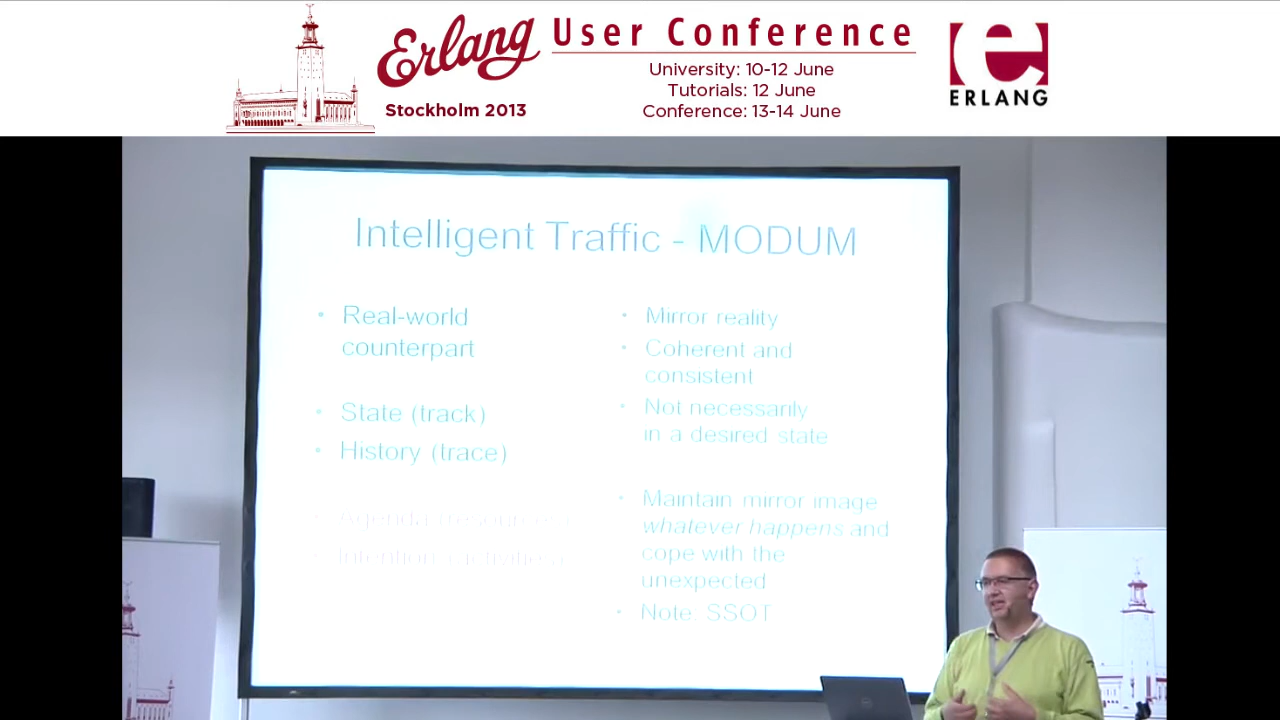 Erlang User Conference
Stockholm 2013
University: 10-12 June
Tutorials: 12 June
Conference: 13-14 June
e
ERLANG
Intelligent Traffic - MODUM
• Real-world
counterpart
• State (track)
• History (trace)
• Agenda (resources)
• Mirror reality
• Coherent and
consistent
• Not necessarily
in a desired state
• Maintain mirror image
whatever happens and
cope with the
unexpected
• Note: SSOT